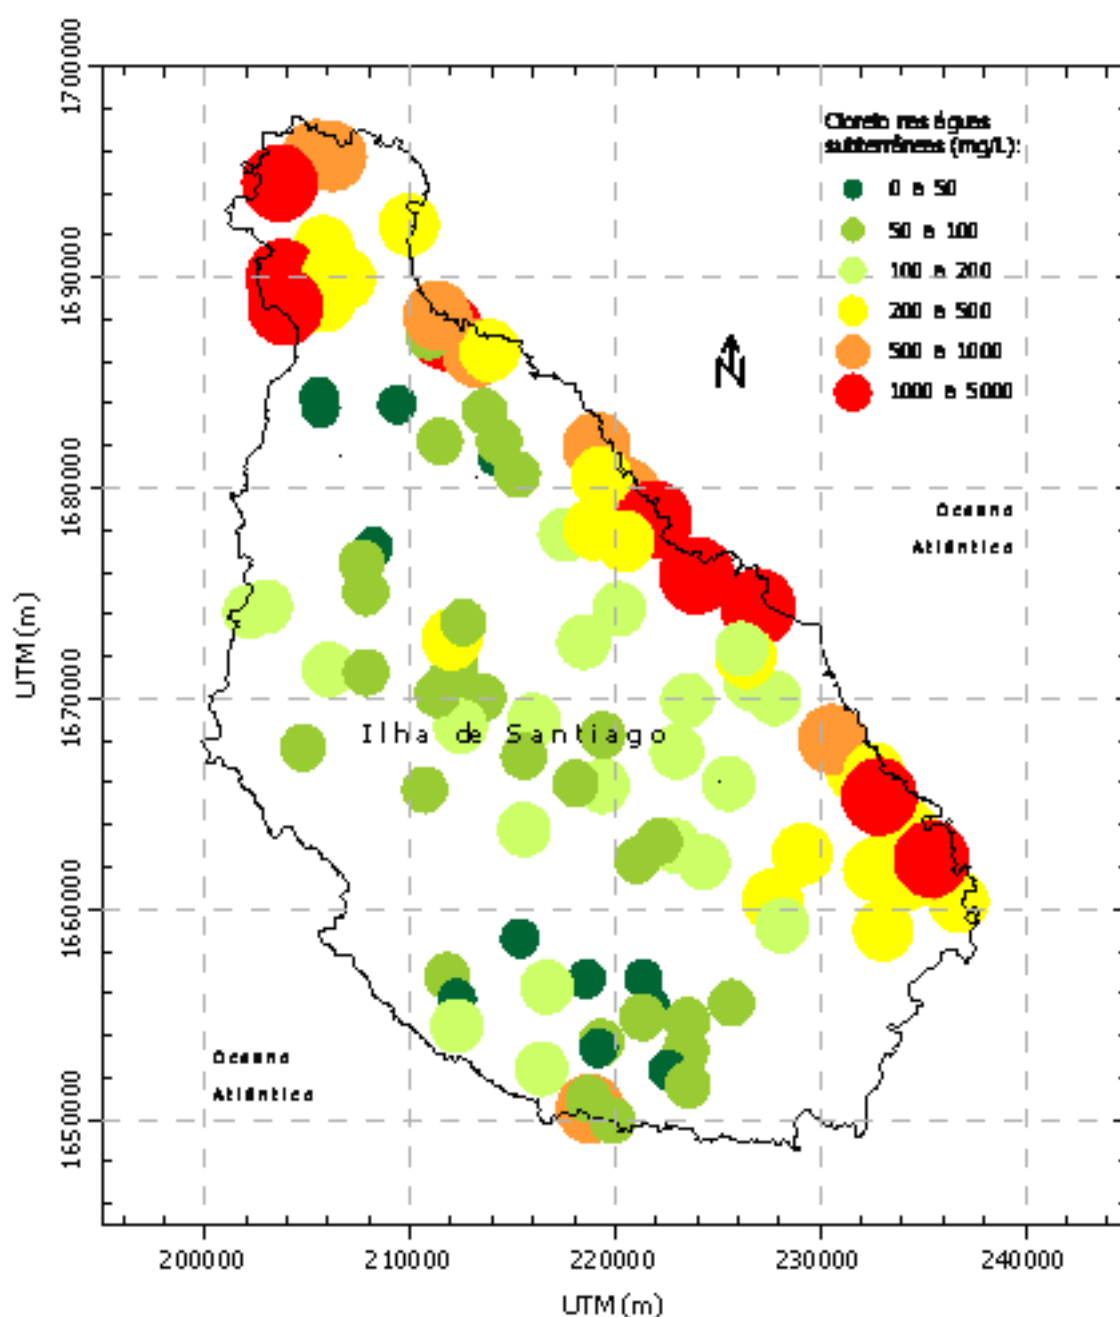 Cloreto nas águas
subterrâneas (mg/L):
0 a 50
50 a 100
100 a 200
200 a 500
500 a 1000
1000 a 5000
N
Oceano
Atlântico
Ilha de Santiago
Oceano
Atlântico
1700000
1690000
1680000
1670000
1660000
1650000
UTM (m)
200000 210000 220000 230000 240000
UTM (m)